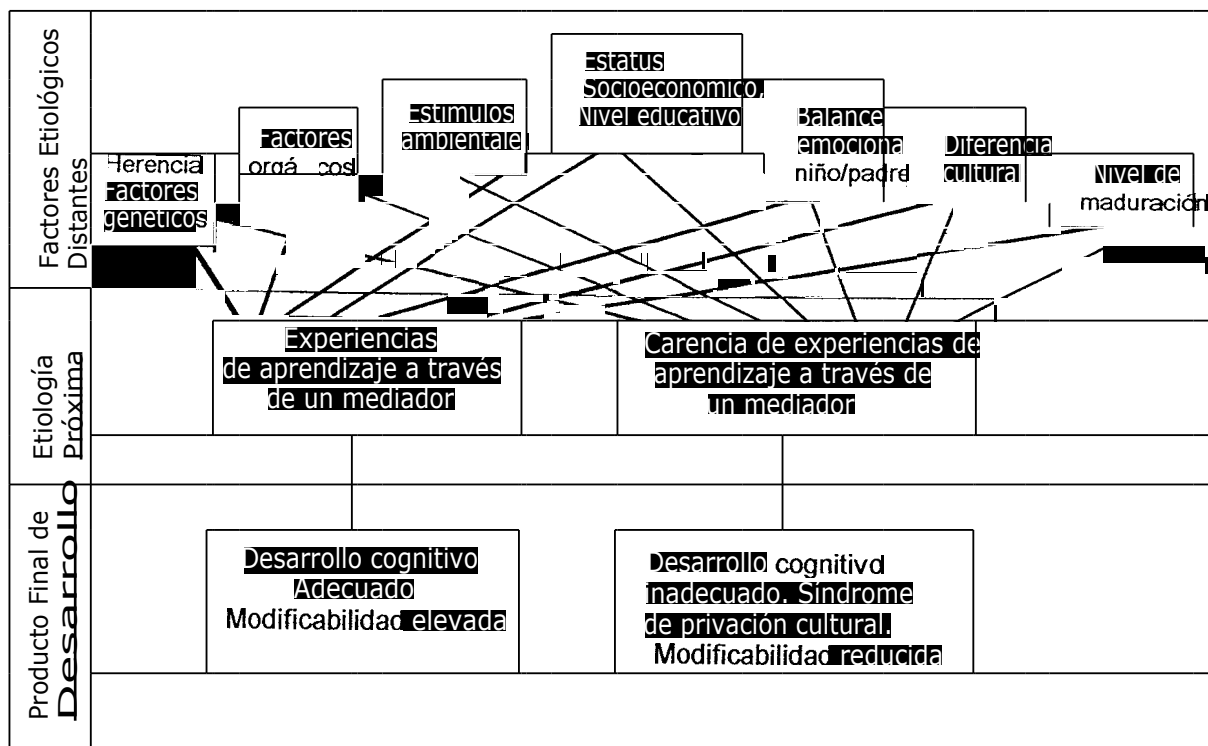 Factores Etiológicos
Distantes
Herencia
Factores
genéticos
Factores
Estímulos
ambientale
Estatus
Socioeconómico,
Nivel educativo
Balance
emociona
niño/padre
Diferencia
cultural
Nivel de
maduración
Etiología
Próxima
Experiencias
de aprendizaje a través
de un mediador
Carencia de experiencias de
aprendizaje a través de
un mediador
Producto Final de
Desarrollo
Desarrollo cognitivo
Adecuado
Modificabilidad elevada
Desarrollo cognitivo
inadecuado. Síndrome
de privación cultural.
Modificabilidad reducida